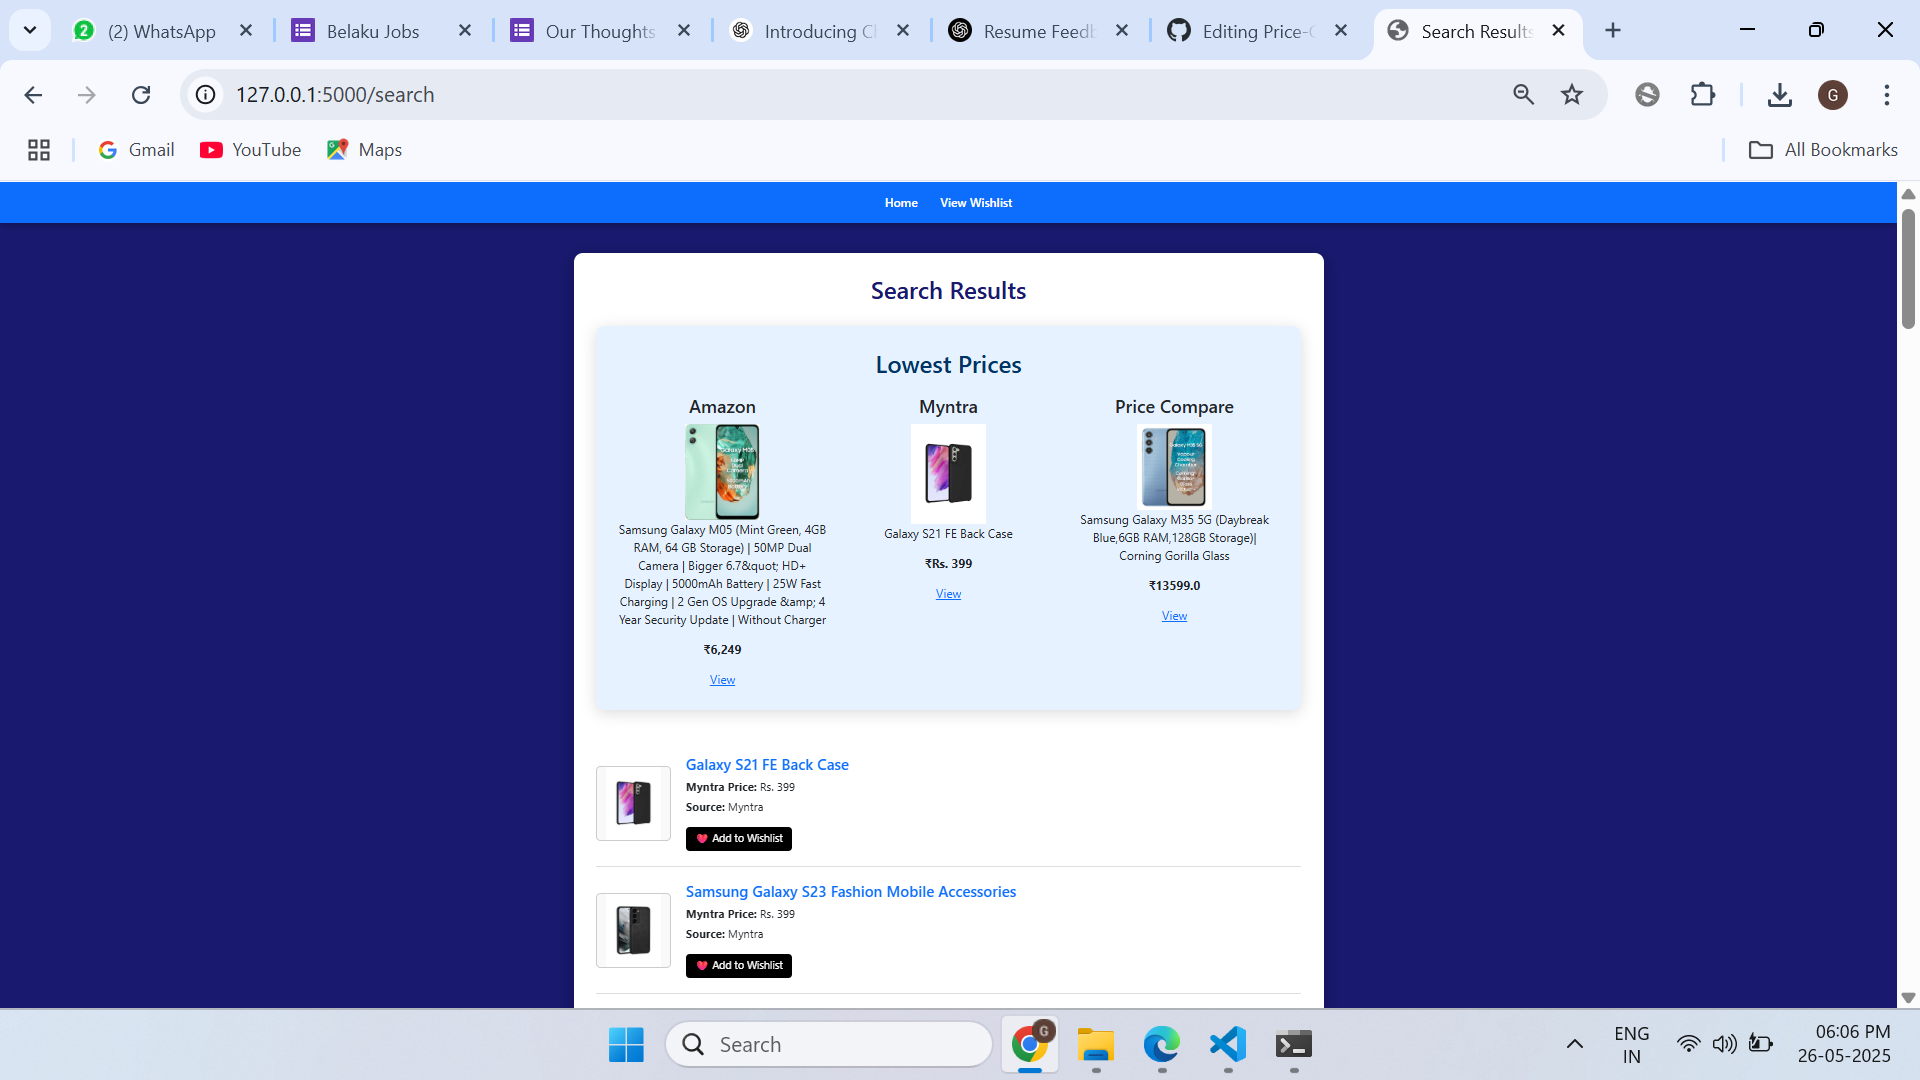 (2) WhatsApp
Belaku Jobs
Our Thoughts
Introducing Ch
Resume Feedb
Editing Price-C
Search Results
127.0.0.1:5000/search
G
Gmail
YouTube
Maps
All Bookmarks
Home
View Wishlist
Search Results
Lowest Prices
Amazon
Samsung Galaxy M05 (Mint Green, 4GB
RAM, 64 GB Storage) | 50MP Dual
Camera | Bigger 6.7&quot; HD+
Display | 5000mAh Battery | 25W Fast
Charging | 2 Gen OS Upgrade &amp; 4
Year Security Update | Without Charger
₹6,249
View
Myntra
Galaxy S21 FE Back Case
₹Rs. 399
View
Price Compare
Samsung Galaxy M35 5G (Daybreak
Blue,6GB RAM,128GB Storage)|
Corning Gorilla Glass
₹13599.0
View
Galaxy S21 FE Back Case
Myntra Price: Rs. 399
Source: Myntra
Add to Wishlist
Samsung Galaxy S23 Fashion Mobile Accessories
Myntra Price: Rs. 399
Source: Myntra
Add to Wishlist
Search
G
ENG
IN
06:06 PM
26-05-2025